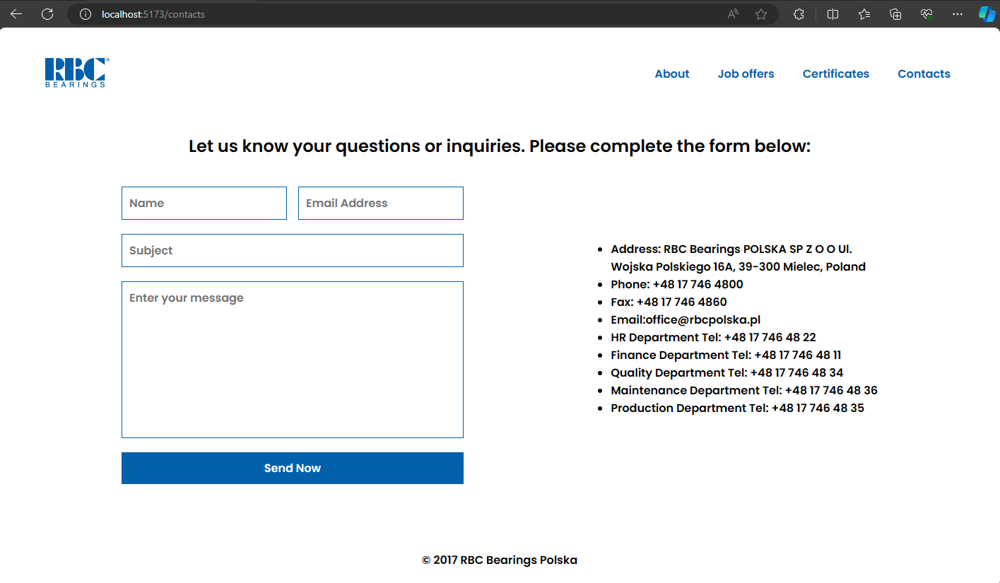 localhost:5173/contacts
RBC®
BEARINGS
About Job offers Certificates Contacts
Let us know your questions or inquiries. Please complete the form below:
Name Email Address
Subject
Enter your message
Send Now
• Address: RBC Bearings POLSKA SP Z O O Ul.
Wojska Polskiego 16A, 39-300 Mielec, Poland
• Phone: +48 17 746 4800
• Fax: +48 17 746 4860
• Email:office@rbcpolska.pl
• HR Department Tel: +48 17 746 48 22
• Finance Department Tel: +48 17 746 48 11
• Quality Department Tel: +48 17 746 48 34
• Maintenance Department Tel: +48 17 746 48 36
• Production Department Tel: +48 17 746 48 35
© 2017 RBC Bearings Polska